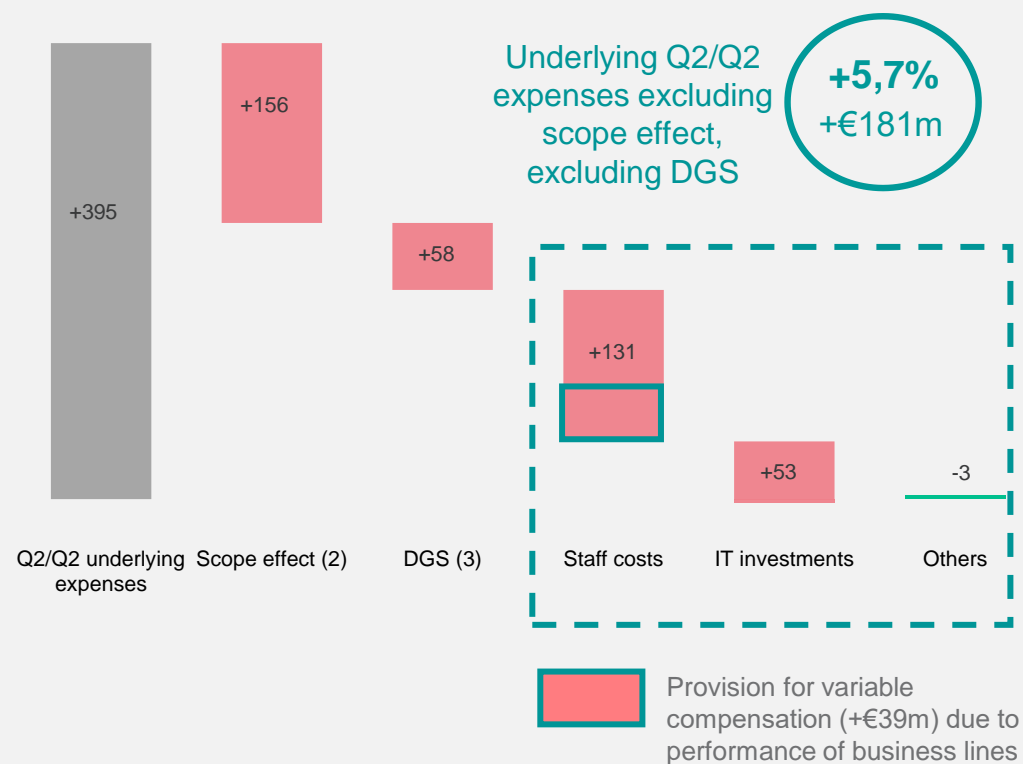 Underlying Q2/Q2
expenses excluding
scope effect,
excluding DGS
+5,7%
+€181m
+395
+156
+58
+131
+53
-3
Q2/Q2 underlying
expenses
Scope effect (2)
DGS (3)
Staff costs
IT investments
Others
Provision for variable
compensation (+€39m) due to
performance of business lines